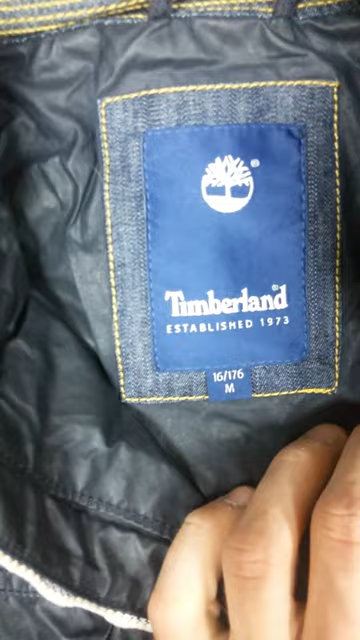 ®
Timberland®
ESTABLISHED 1973
16/176
M